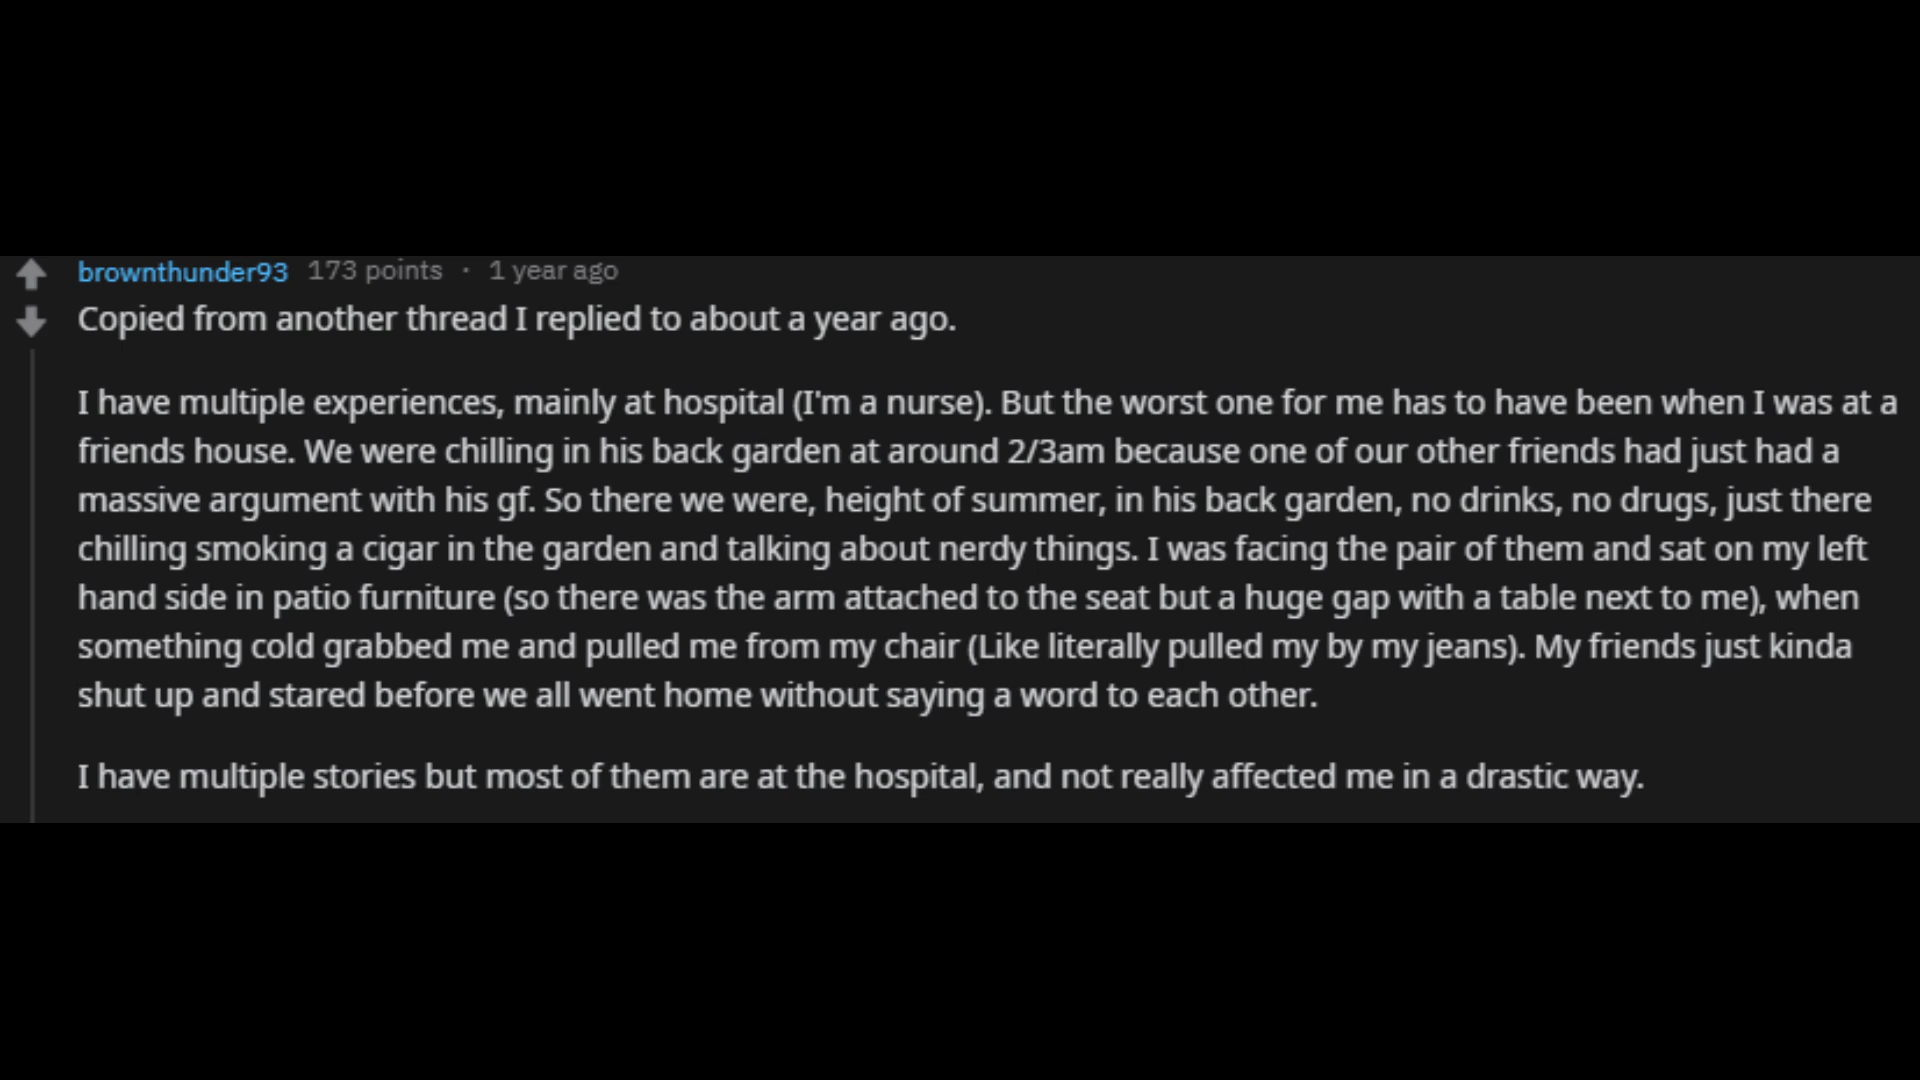 brownthunder93 173 points · 1 year ago
Copied from another thread I replied to about a year ago.
I have multiple experiences, mainly at hospital (I'm a nurse). But the worst one for me has to have been when I was at a
friends house. We were chilling in his back garden at around 2/3am because one of our other friends had just had a
massive argument with his gf. So there we were, height of summer, in his back garden, no drinks, no drugs, just there
chilling smoking a cigar in the garden and talking about nerdy things. I was facing the pair of them and sat on my left
hand side in patio furniture (so there was the arm attached to the seat but a huge gap with a table next to me), when
something cold grabbed me and pulled me from my chair (Like literally pulled my by my jeans). My friends just kinda
shut up and stared before we all went home without saying a word to each other.
I have multiple stories but most of them are at the hospital, and not really affected me in a drastic way.